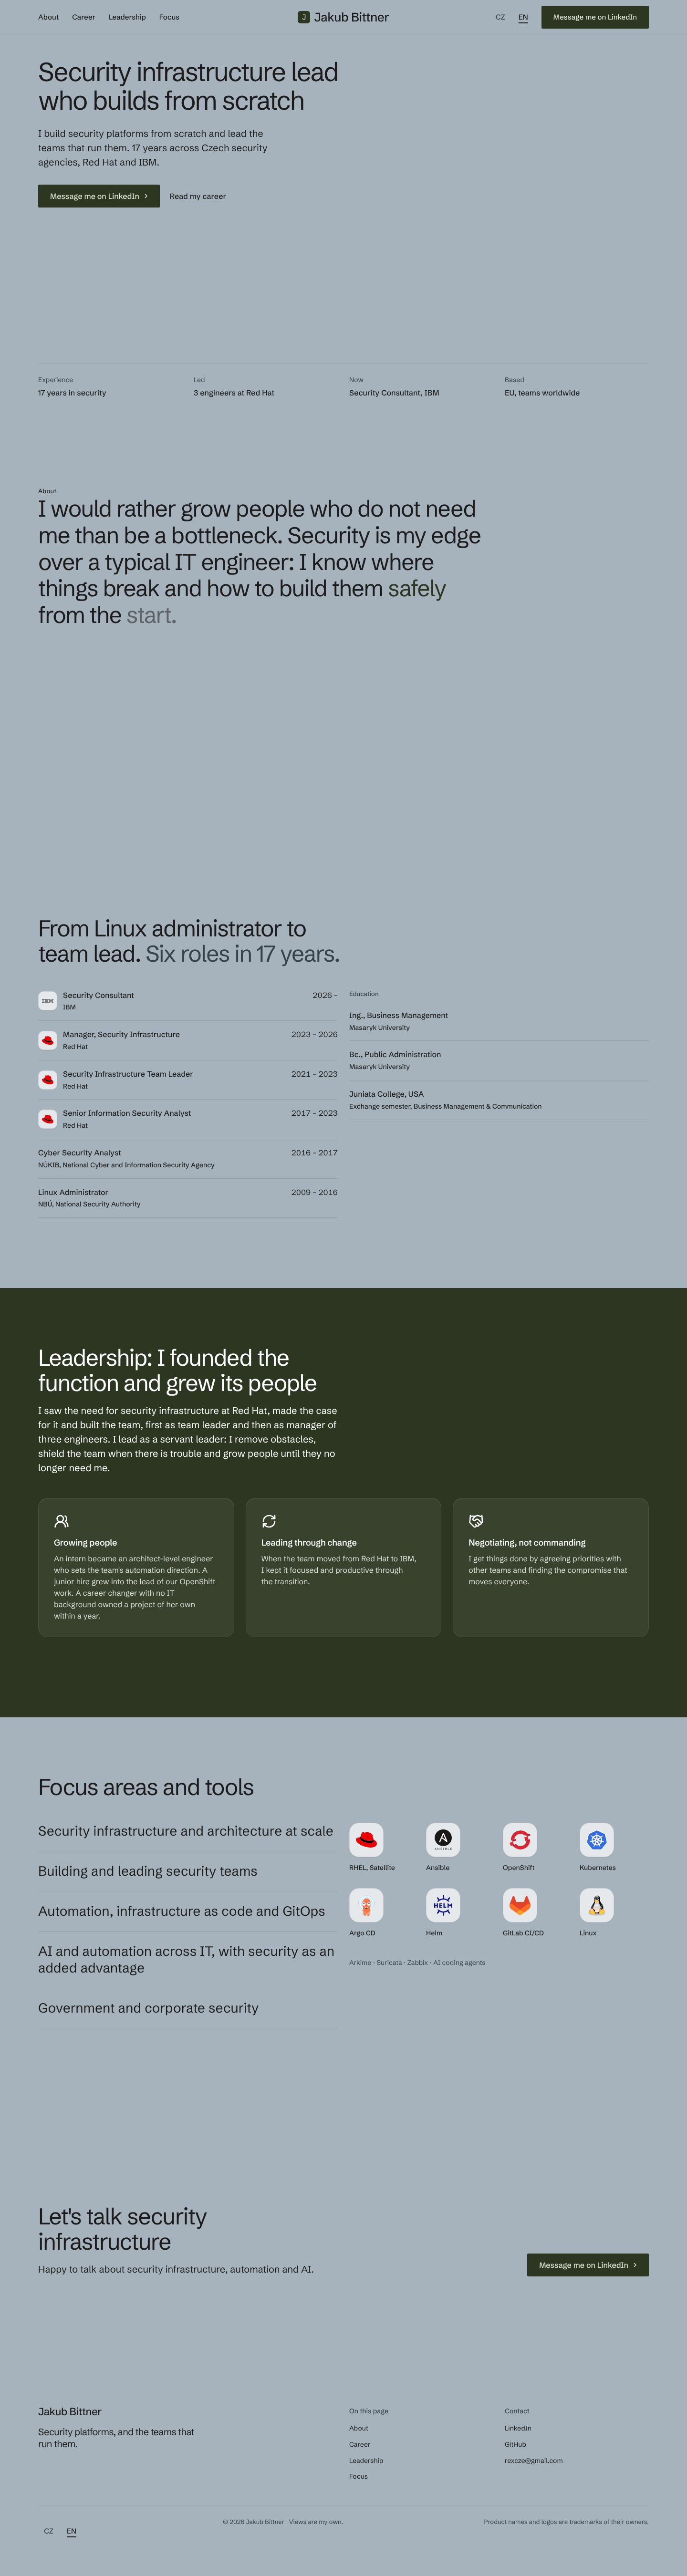 About Career Leadership Focus
J Jakub Bittner
CZ EN Message me on LinkedIn
Security infrastructure lead
who builds from scratch
I build security platforms from scratch and lead the
teams that run them. 17 years across Czech security
agencies, Red Hat and IBM.
Message me on LinkedIn › Read my career
Experience
17 years in security
Led
3 engineers at Red Hat
Now
Security Consultant, IBM
Based
EU, teams worldwide
About
I would rather grow people who do not need
me than be a bottleneck. Security is my edge
over a typical IT engineer: I know where
things break and how to build them safely
from the start.
From Linux administrator to
team lead. Six roles in 17 years.
IBM
Security Consultant 2026 –
IBM
Manager, Security Infrastructure 2023 – 2026
Red Hat
Security Infrastructure Team Leader 2021 – 2023
Red Hat
Senior Information Security Analyst 2017 – 2023
Red Hat
Cyber Security Analyst 2016 – 2017
NÚKIB, National Cyber and Information Security Agency
Linux Administrator 2009 – 2016
NBÚ, National Security Authority
Education
Ing., Business Management
Masaryk University
Bc., Public Administration
Masaryk University
Juniata College, USA
Exchange semester, Business Management & Communication
Leadership: I founded the
function and grew its people
I saw the need for security infrastructure at Red Hat, made the case
for it and built the team, first as team leader and then as manager of
three engineers. I lead as a servant leader: I remove obstacles,
shield the team when there is trouble and grow people until they no
longer need me.
Growing people
An intern became an architect-level engineer
who sets the team's automation direction. A
junior hire grew into the lead of our OpenShift
work. A career changer with no IT
background owned a project of her own
within a year.
Leading through change
When the team moved from Red Hat to IBM,
I kept it focused and productive through
the transition.
Negotiating, not commanding
I get things done by agreeing priorities with
other teams and finding the compromise that
moves everyone.
Focus areas and tools
Security infrastructure and architecture at scale
Building and leading security teams
Automation, infrastructure as code and GitOps
AI and automation across IT, with security as an
added advantage
Government and corporate security
ANSIBLE
RHEL, Satellite Ansible OpenShift Kubernetes
HELM
Argo CD Helm GitLab CI/CD Linux
Arkime · Suricata · Zabbix · AI coding agents
Let's talk security
infrastructure
Happy to talk about security infrastructure, automation and AI.
Message me on LinkedIn ›
Jakub Bittner
Security platforms, and the teams that
run them.
On this page
About
Career
Leadership
Focus
Contact
LinkedIn
GitHub
rexcze@gmail.com
CZ EN
© 2026 Jakub Bittner Views are my own.
Product names and logos are trademarks of their owners.